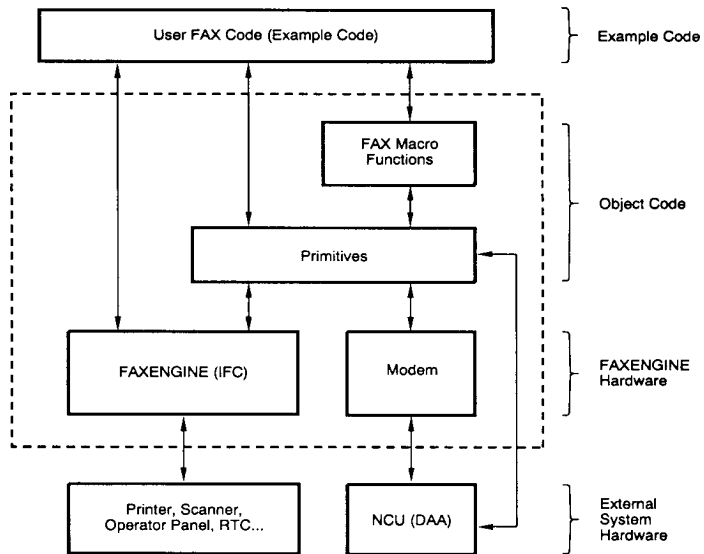 User FAX Code (Example Code)
Example Code
FAX Macro
Functions
Object Code
Primitives
FAXENGINE (IFC)
Modem
FAXENGINE
Hardware
Printer, Scanner,
Operator Panel, RTC...
NCU (DAA)
External
System
Hardware